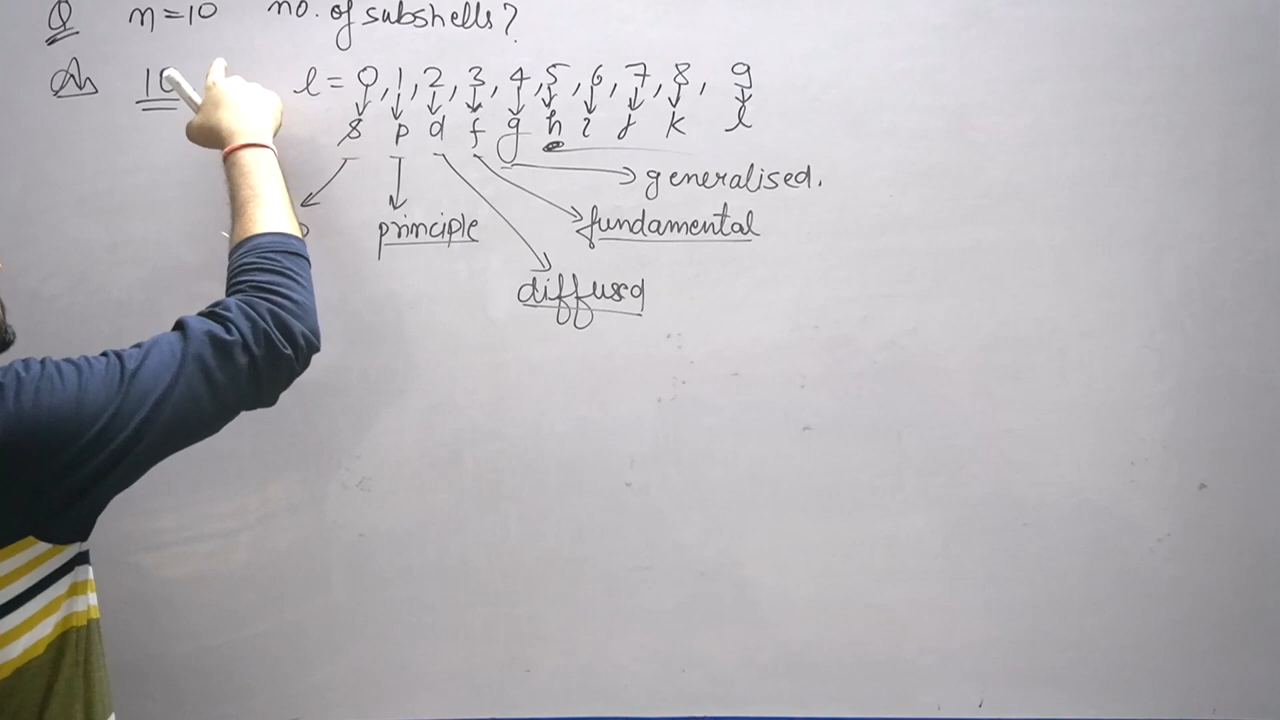 Q n=10 no. of subshells?
Ans 10 l = 0, 1, 2, 3, 4, 5, 6, 7, 8, 9
s p d f g h i j k l
generalised.
principle fundamental
diffused